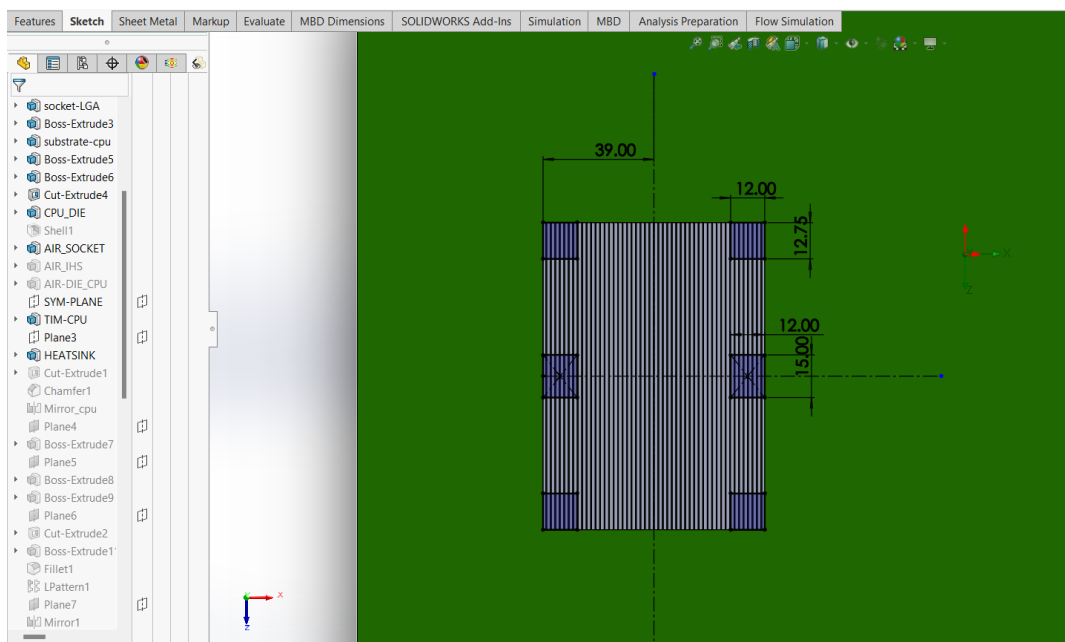 Features Sketch Sheet Metal Markup Evaluate MBD Dimensions SOLIDWORKS Add-Ins Simulation MBD Analysis Preparation Flow Simulation
socket-LGA
Boss-Extrude3
substrate-cpu
Boss-Extrude5
Boss-Extrude6
Cut-Extrude4
CPU_DIE
Shell1
AIR_SOCKET
AIR_IHS
AIR-DIE_CPU
SYM-PLANE
TIM-CPU
Plane3
HEATSINK
Cut-Extrude1
Chamfer1
Mirror_cpu
Plane4
Boss-Extrude7
Plane5
Boss-Extrude8
Boss-Extrude9
Plane6
Cut-Extrude2
Boss-Extrude1
Fillet1
LPattern1
Plane7
Mirror1
39.00
12.00
12.75
12.00
15.00
X
Z
X
Z